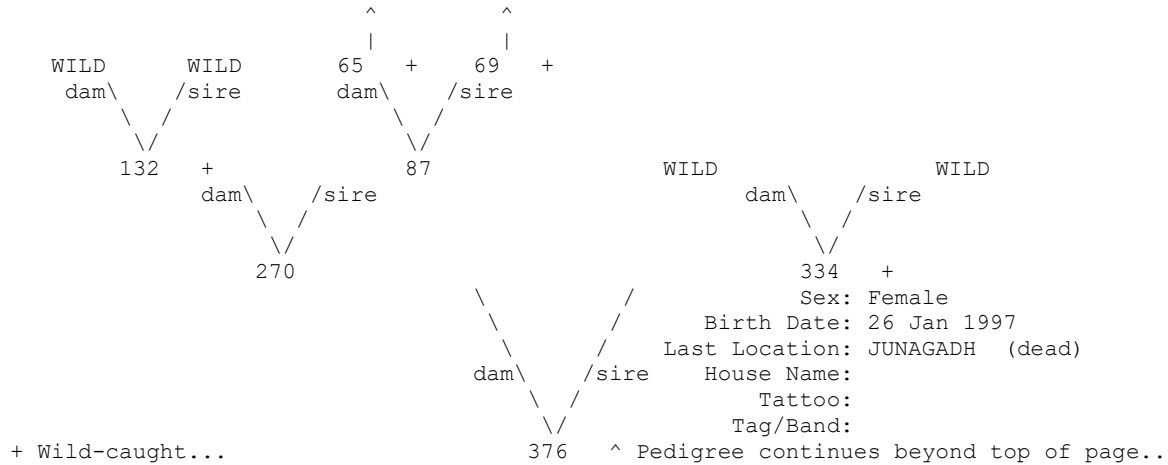 ^ ^
| |
WILD WILD 65 + 69 +
dam\ /sire dam\ /sire
\ / \ /
\/ \/
132 + 87 WILD WILD
dam\ /sire dam\ /sire
\ / \ /
\/ \/
270 334 +
\ / Sex: Female
\ / Birth Date: 26 Jan 1997
\ / Last Location: JUNAGADH (dead)
dam\ /sire House Name:
\ / Tattoo:
\/ Tag/Band:
+ Wild-caught... 376 ^ Pedigree continues beyond top of page..